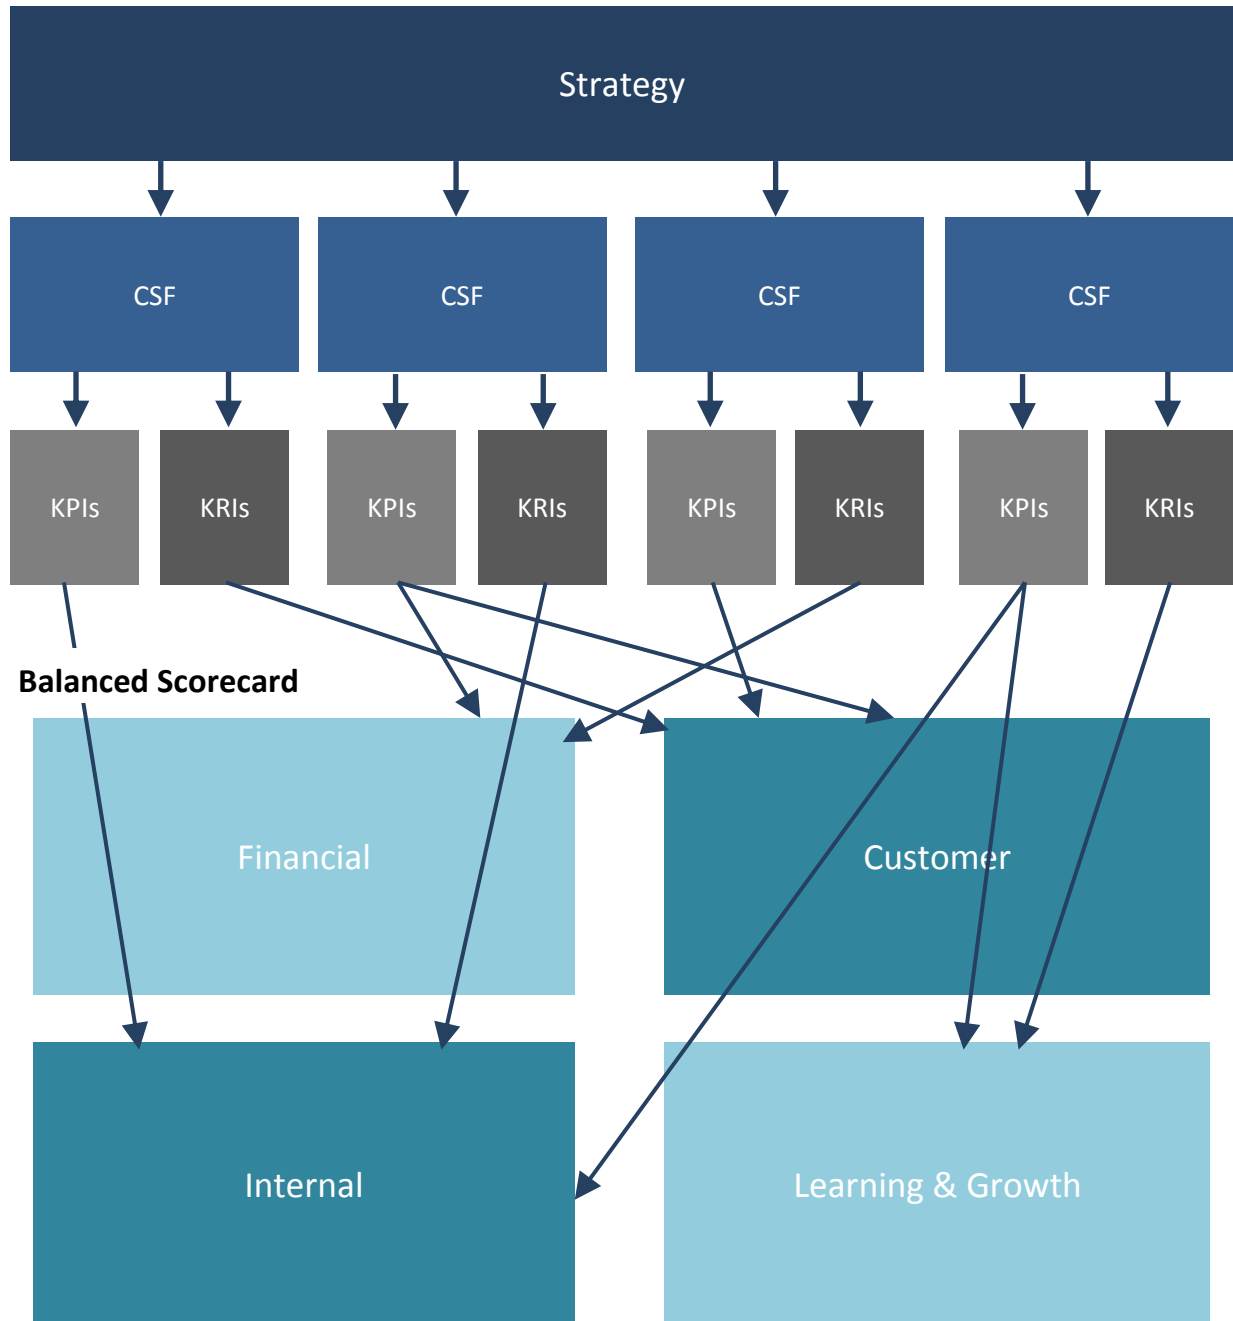 Strategy
CSF
CSF
CSF
CSF
KPIs
KRIs
KPIs
KRIs
KPIs
KRIs
KPIs
KRIs
Balanced Scorecard
Financial
Customer
Internal
Learning & Growth